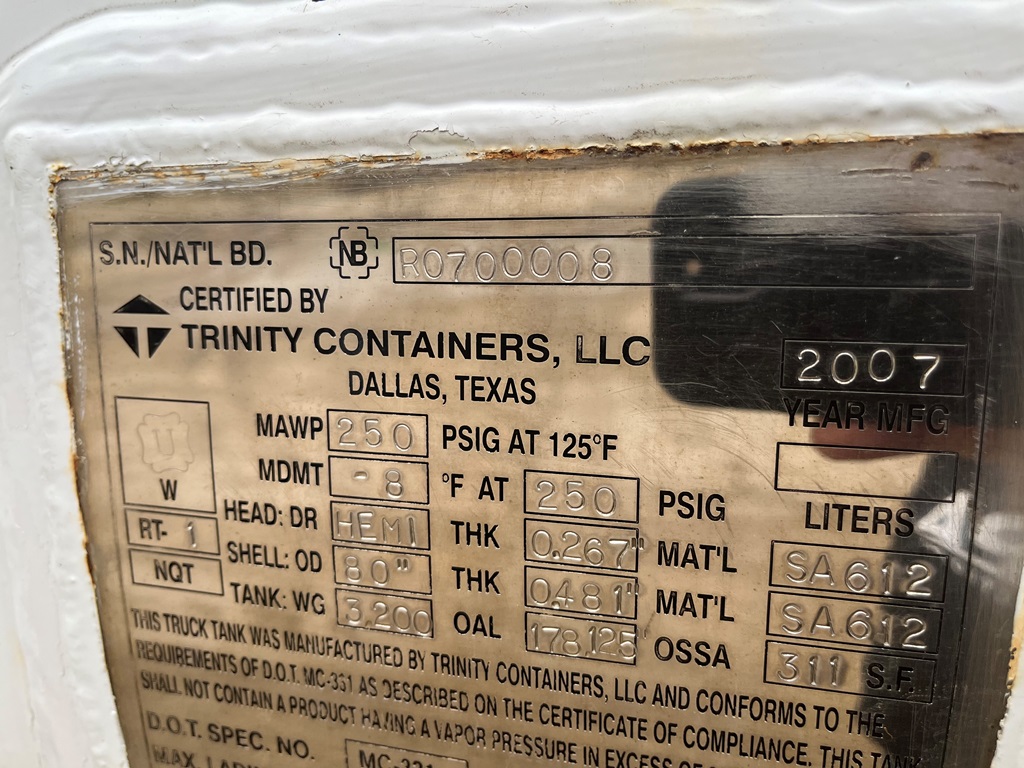 S.N./NAT'L BD. NB R0700008
CERTIFIED BY
TRINITY CONTAINERS, LLC
2007
DALLAS, TEXAS
YEAR MFG
U
W
MAWP 250 PSIG AT 125°F
MDMT -8 °F AT 250 PSIG
LITERS
RT- 1
HEAD: DR HEMI THK 0.267" MAT'L SA612
NQT
SHELL: OD 80" THK 0.481" MAT'L SA612
TANK: WG 3,200 OAL 178.125" OSSA 311 S.F.
THIS TRUCK TANK WAS MANUFACTURED BY TRINITY CONTAINERS, LLC AND CONFORMS TO THE
REQUIREMENTS OF D.O.T. MC-331 AS DESCRIBED ON THE CERTIFICATE OF COMPLIANCE. THIS TANK
SHALL NOT CONTAIN A PRODUCT HAVING A VAPOR PRESSURE IN EXCESS OF
D.O.T. SPEC. NO. MC-331
MAX.